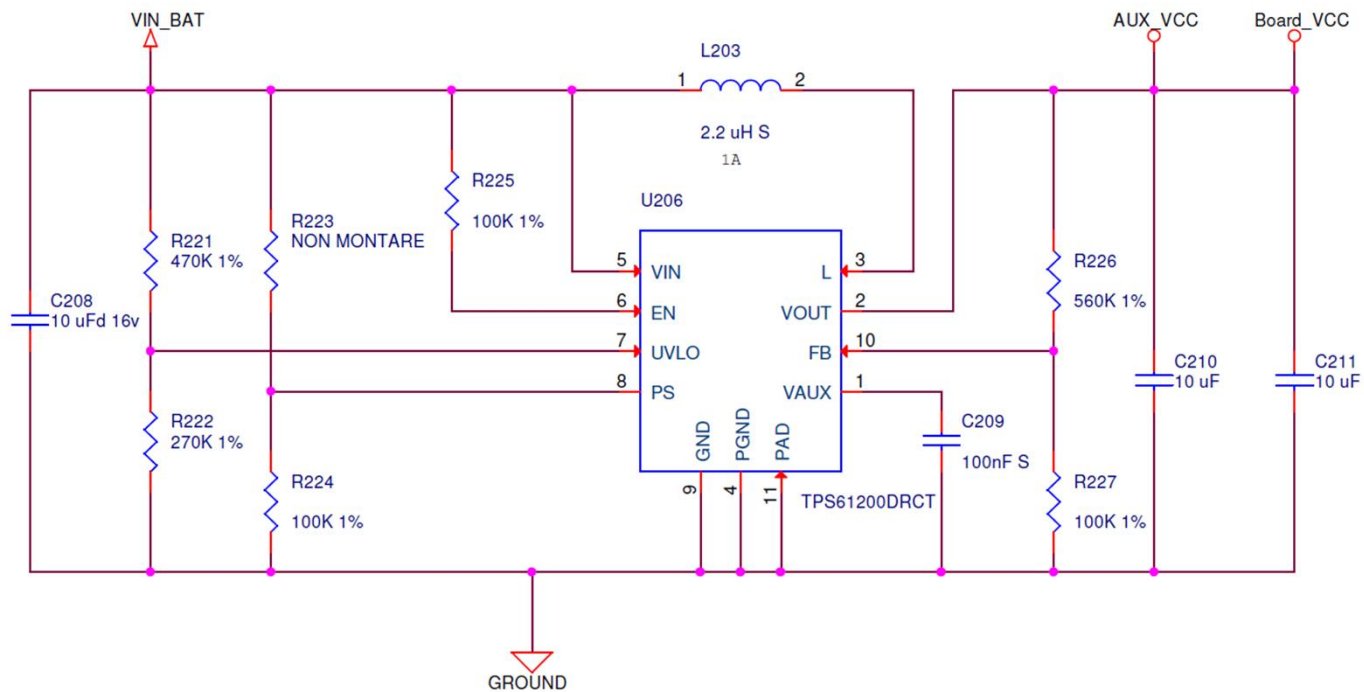 VIN_BAT
AUX_VCC
Board_VCC
L203
1
2
2.2 uH S
1A
R225
100K 1%
U206
R223
NON MONTARE
R221
470K 1%
C208
10 uFd 16v
R222
270K 1%
R224
100K 1%
5
VIN
6
EN
7
UVLO
8
PS
3
L
2
VOUT
10
FB
1
VAUX
GND
PGND
PAD
9
4
11
TPS61200DRCT
R226
560K 1%
C209
100nF S
R227
100K 1%
C210
10 uF
C211
10 uF
GROUND